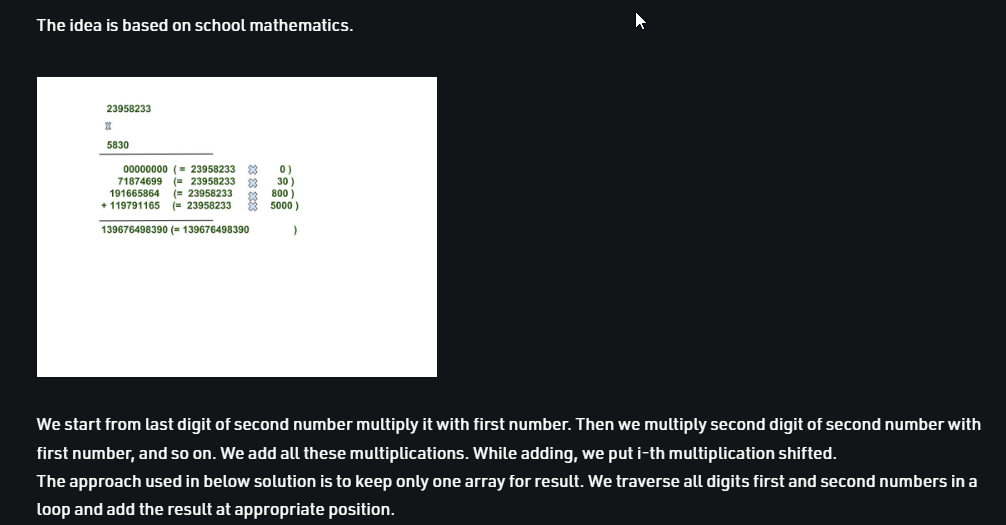 The idea is based on school mathematics.
23958233
×
5830
00000000 ( = 23958233 × 0 )
71874699 (= 23958233 × 30 )
191665864 (= 23958233 × 800 )
+ 119791165 (= 23958233 × 5000 )
139676498390 (= 139676498390 )
We start from last digit of second number multiply it with first number. Then we multiply second digit of second number with
first number, and so on. We add all these multiplications. While adding, we put i-th multiplication shifted.
The approach used in below solution is to keep only one array for result. We traverse all digits first and second numbers in a
loop and add the result at appropriate position.